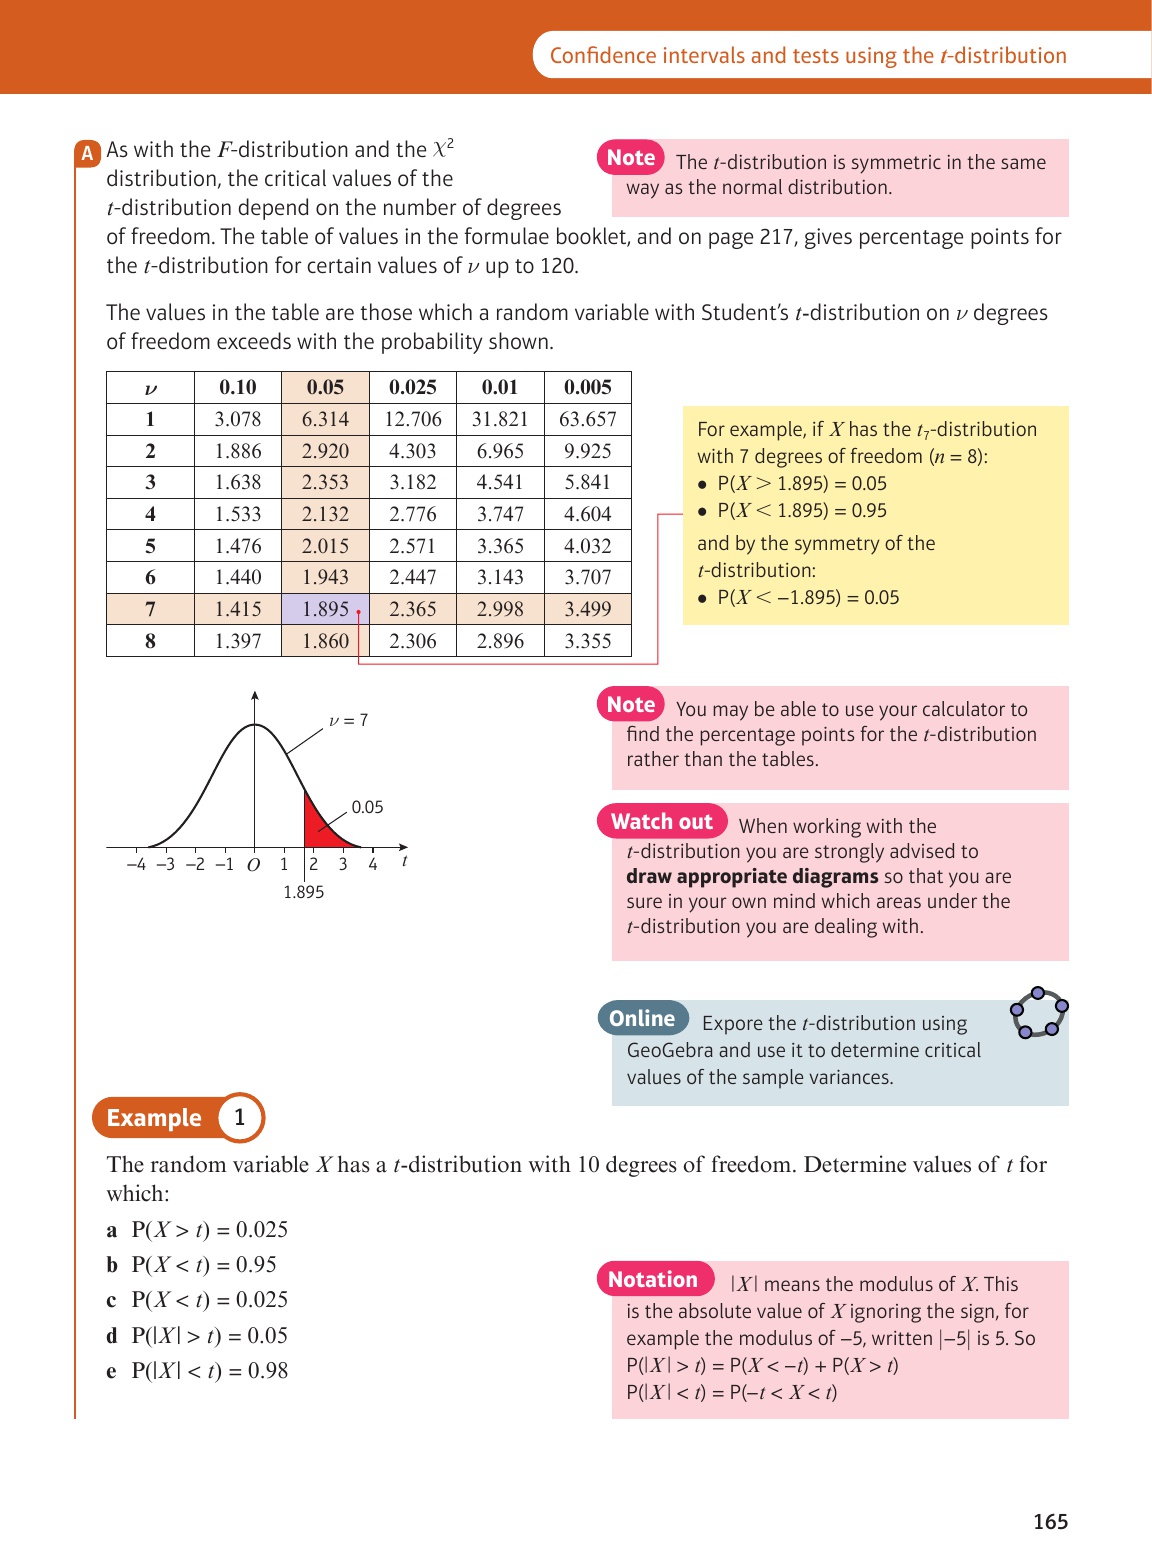 Confidence intervals and tests using the t-distribution
A
As with the F-distribution and the χ²
distribution, the critical values of the
t-distribution depend on the number of degrees
of freedom. The table of values in the formulae booklet, and on page 217, gives percentage points for
the t-distribution for certain values of ν up to 120.
Note The t-distribution is symmetric in the same
way as the normal distribution.
The values in the table are those which a random variable with Student’s t-distribution on ν degrees
of freedom exceeds with the probability shown.
ν 0.10 0.05 0.025 0.01 0.005
1 3.078 6.314 12.706 31.821 63.657
2 1.886 2.920 4.303 6.965 9.925
3 1.638 2.353 3.182 4.541 5.841
4 1.533 2.132 2.776 3.747 4.604
5 1.476 2.015 2.571 3.365 4.032
6 1.440 1.943 2.447 3.143 3.707
7 1.415 1.895 2.365 2.998 3.499
8 1.397 1.860 2.306 2.896 3.355
For example, if X has the t₇-distribution
with 7 degrees of freedom (n = 8):
• P(X > 1.895) = 0.05
• P(X < 1.895) = 0.95
and by the symmetry of the
t-distribution:
• P(X < −1.895) = 0.05
ν = 7
0.05
−4 −3 −2 −1 O 1 2 3 4 t
1.895
Note You may be able to use your calculator to
find the percentage points for the t-distribution
rather than the tables.
Watch out When working with the
t-distribution you are strongly advised to
draw appropriate diagrams so that you are
sure in your own mind which areas under the
t-distribution you are dealing with.
Online Expore the t-distribution using
GeoGebra and use it to determine critical
values of the sample variances.
Example 1
The random variable X has a t-distribution with 10 degrees of freedom. Determine values of t for
which:
a P(X > t) = 0.025
b P(X < t) = 0.95
c P(X < t) = 0.025
d P(|X| > t) = 0.05
e P(|X| < t) = 0.98
Notation |X| means the modulus of X. This
is the absolute value of X ignoring the sign, for
example the modulus of −5, written |−5| is 5. So
P(|X| > t) = P(X < −t) + P(X > t)
P(|X| < t) = P(−t < X < t)
165